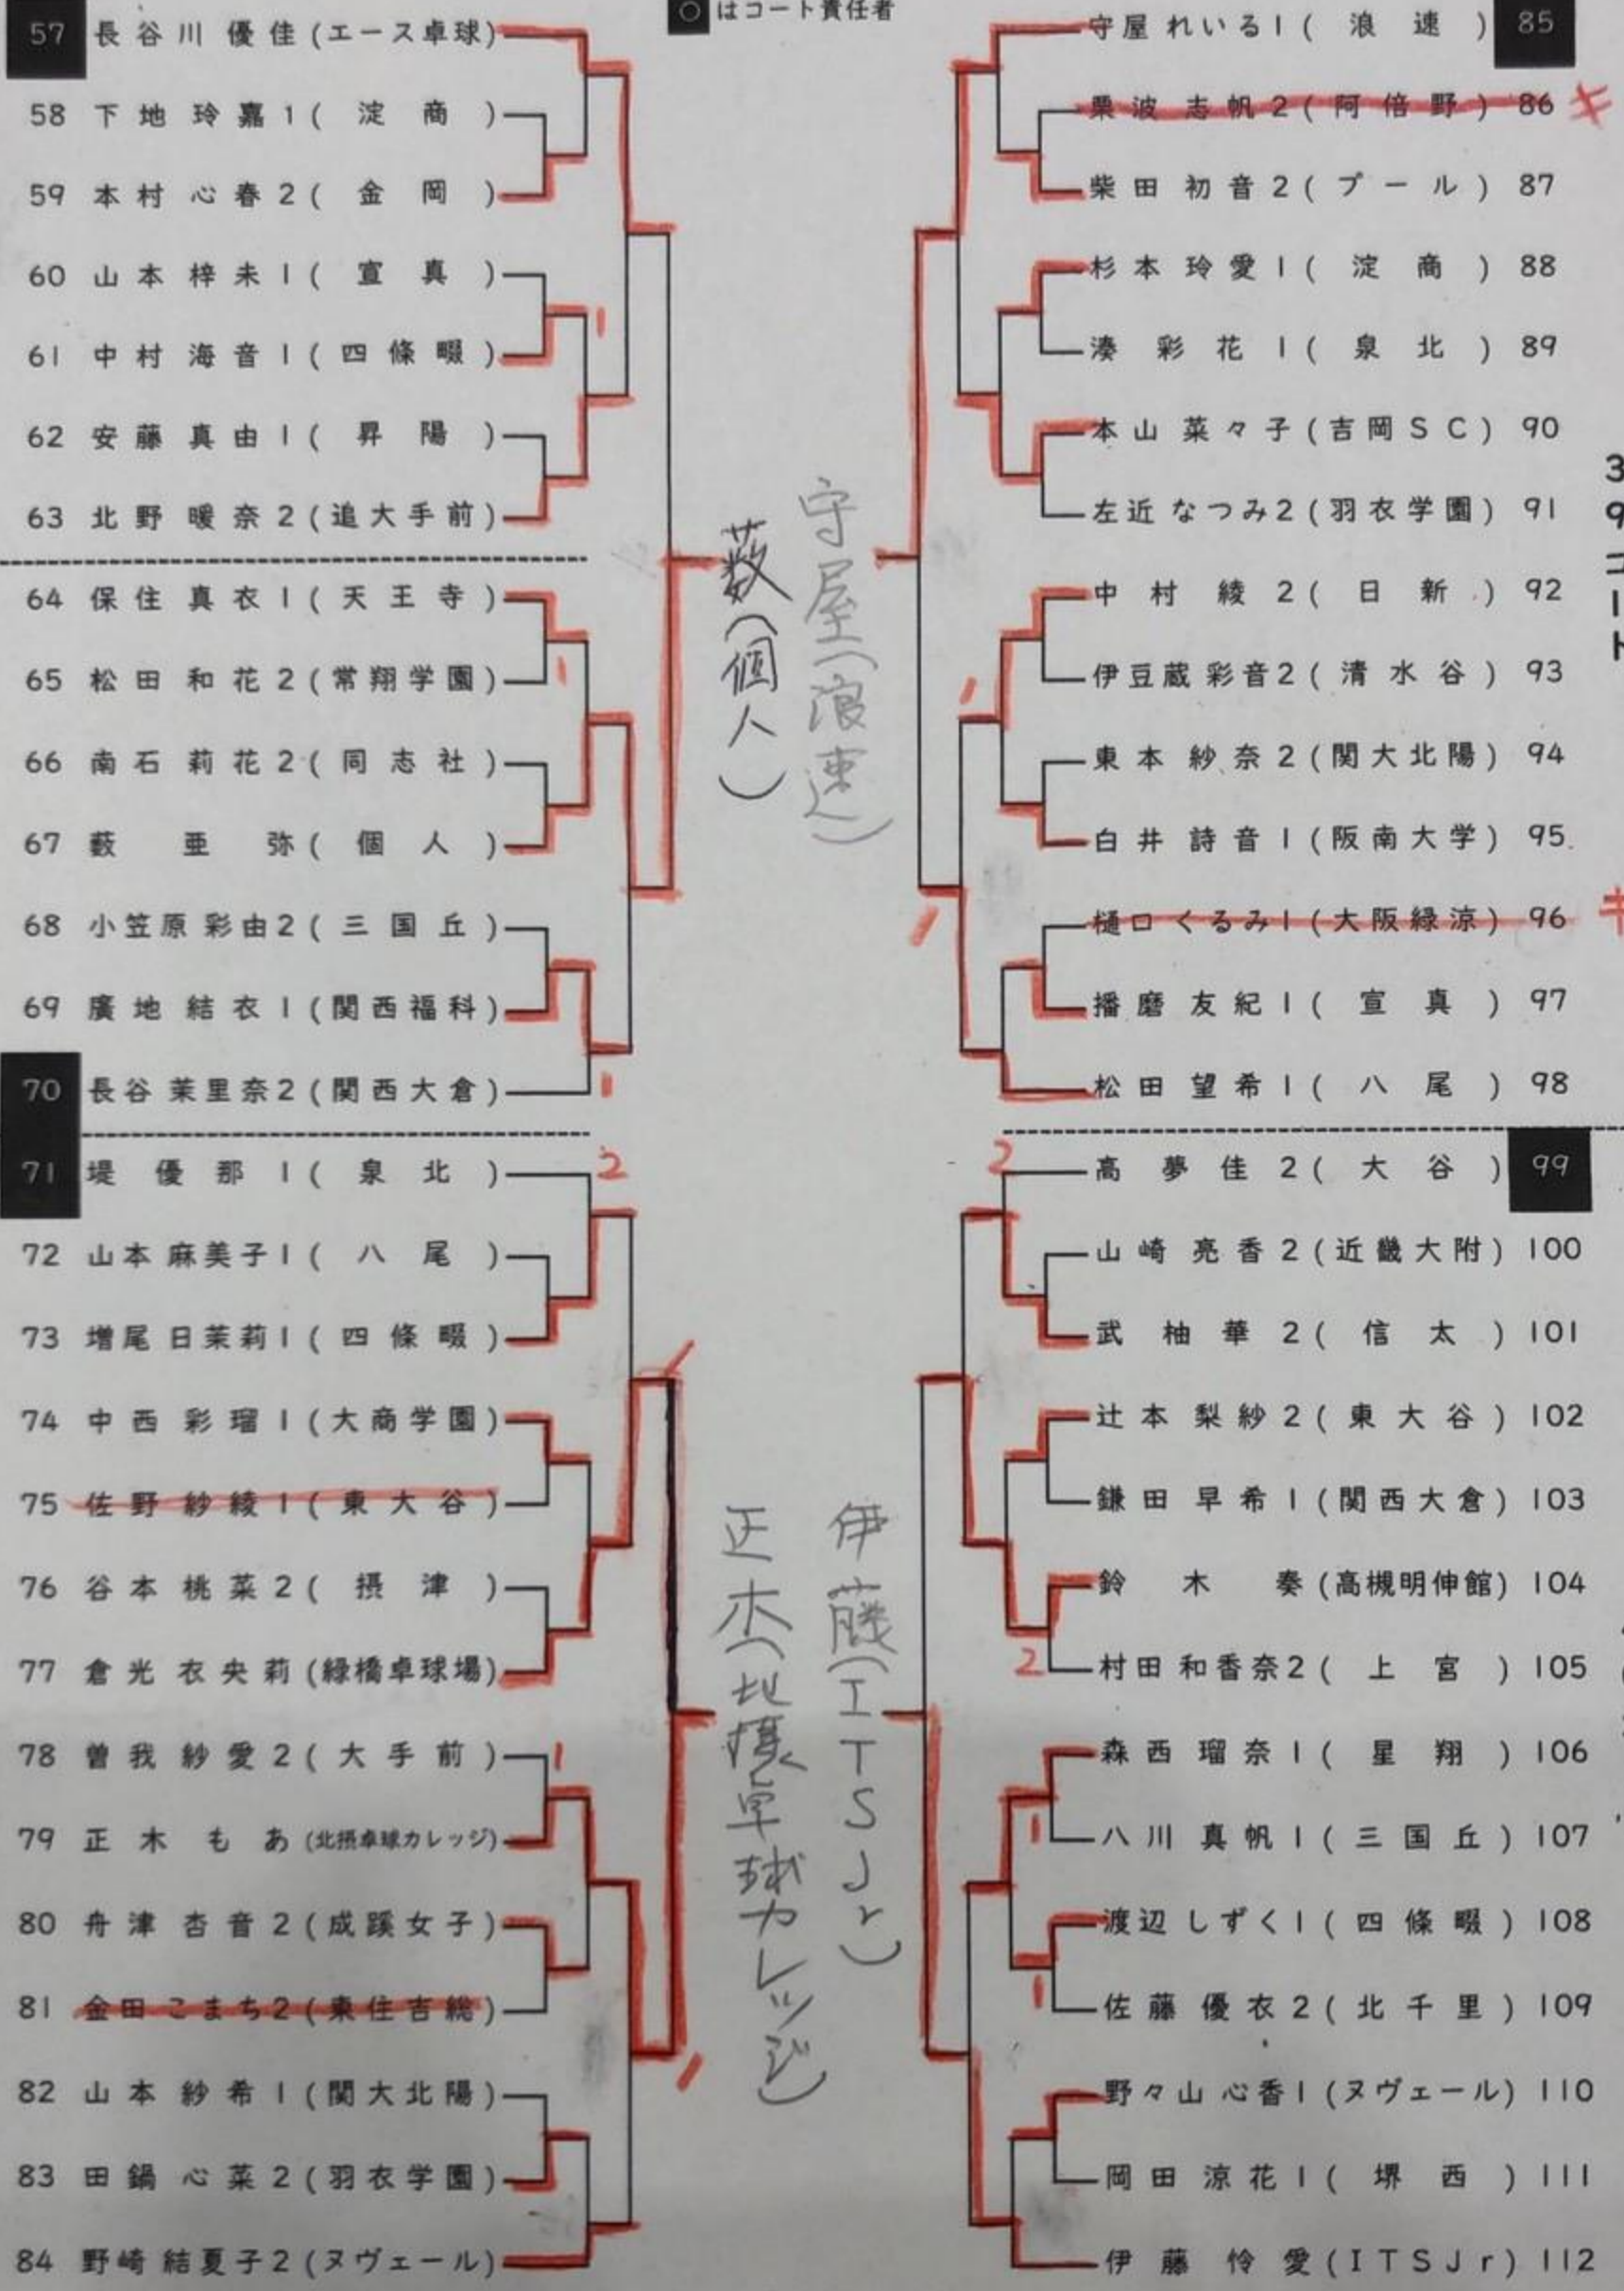 ○はコート責任者
57 長谷川優佳(エース卓球)
58 下地玲嘉1(淀商)
59 本村心春2(金岡)
60 山本梓未1(宣真)
61 中村海音1(四條畷)
62 安藤真由1(昇陽)
63 北野暖奈2(追大手前)
64 保住真衣1(天王寺)
65 松田和花2(常翔学園)
66 南石莉花2(同志社)
67 藪亜弥(個人)
68 小笠原彩由2(三国丘)
69 廣地結衣1(関西福科)
70 長谷茉里奈2(関西大倉)
71 堤優那1(泉北)
72 山本麻美子1(八尾)
73 増尾日茉莉1(四條畷)
74 中西彩瑠1(大商学園)
75 佐野紗綾1(東大谷)
76 谷本桃菜2(摂津)
77 倉光衣央莉(緑橋卓球場)
78 曽我紗愛2(大手前)
79 正木もあ(北摂卓球カレッジ)
80 舟津杏音2(成蹊女子)
81 金田こまち2(東住吉総)
82 山本紗希1(関大北陽)
83 田鍋心菜2(羽衣学園)
84 野崎結夏子2(ヌヴェール)
1
1
1
2
1
1
1
藪(個人)
守屋(浪速)
正木(北摂卓球カレッジ)
伊藤(ITSJr)
守屋れいる1(浪速) 85
栗波志帆2(阿倍野) 86 キ
柴田初音2(プール) 87
杉本玲愛1(淀商) 88
湊彩花1(泉北) 89
本山菜々子(吉岡SC) 90
左近なつみ2(羽衣学園) 91
中村綾2(日新) 92
伊豆蔵彩音2(清水谷) 93
東本紗奈2(関大北陽) 94
白井詩音1(阪南大学) 95
樋口くるみ1(大阪緑涼) 96 キ
播磨友紀1(宣真) 97
松田望希1(八尾) 98
高夢佳2(大谷) 99
山崎亮香2(近畿大附) 100
武柚華2(信太) 101
辻本梨紗2(東大谷) 102
鎌田早希1(関西大倉) 103
鈴木奏(高槻明伸館) 104
村田和香奈2(上宮) 105
森西瑠奈1(星翔) 106
八川真帆1(三国丘) 107
渡辺しずく1(四條畷) 108
佐藤優衣2(北千里) 109
野々山心香1(ヌヴェール) 110
岡田涼花1(堺西) 111
伊藤怜愛(ITSJr) 112
1
1
2
2
1
1
39コート